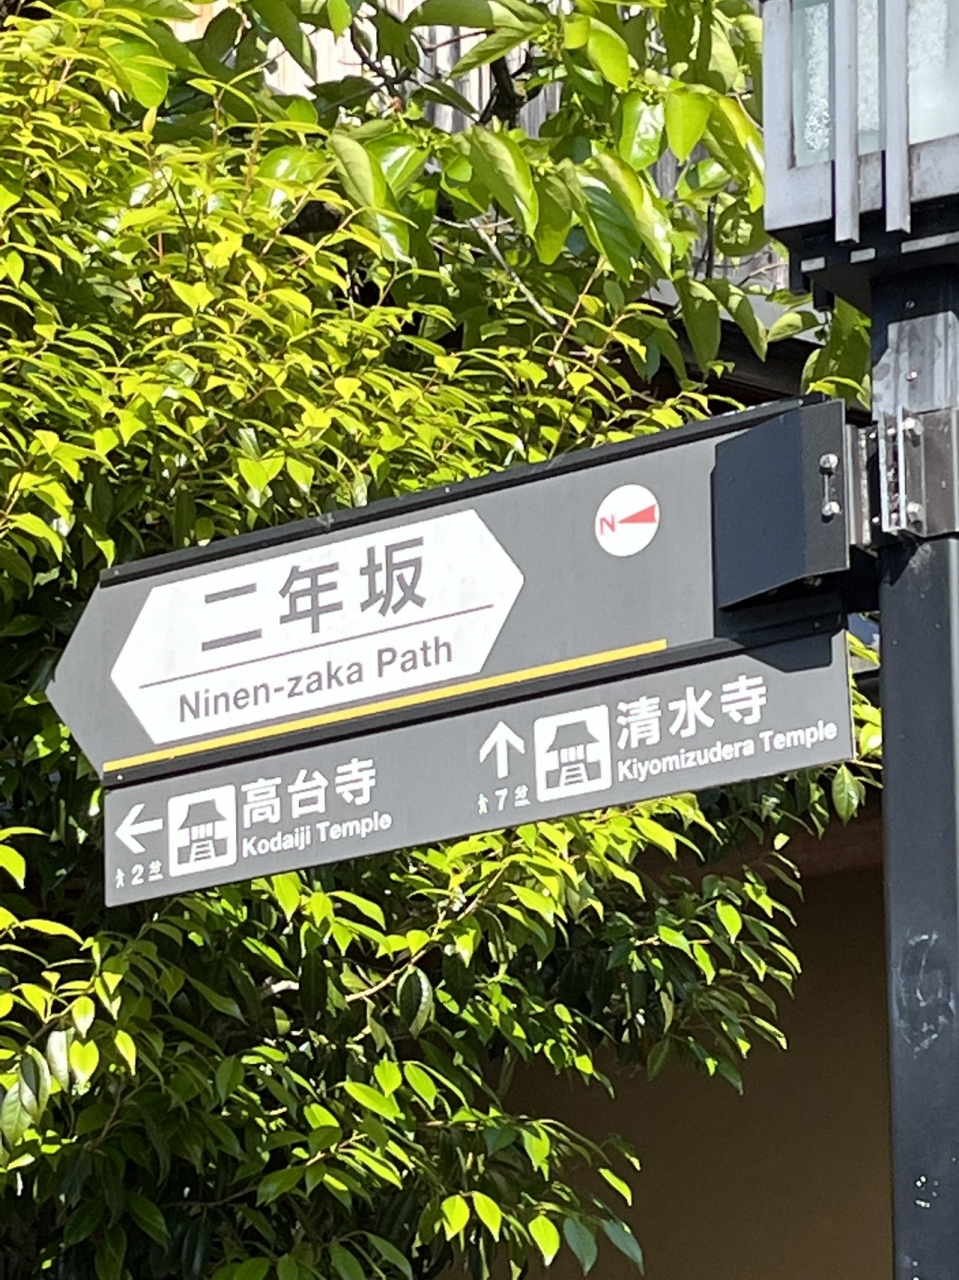 N
二年坂
Ninen-zaka Path
高台寺
Kodaiji Temple
2分
清水寺
Kiyomizudera Temple
7分